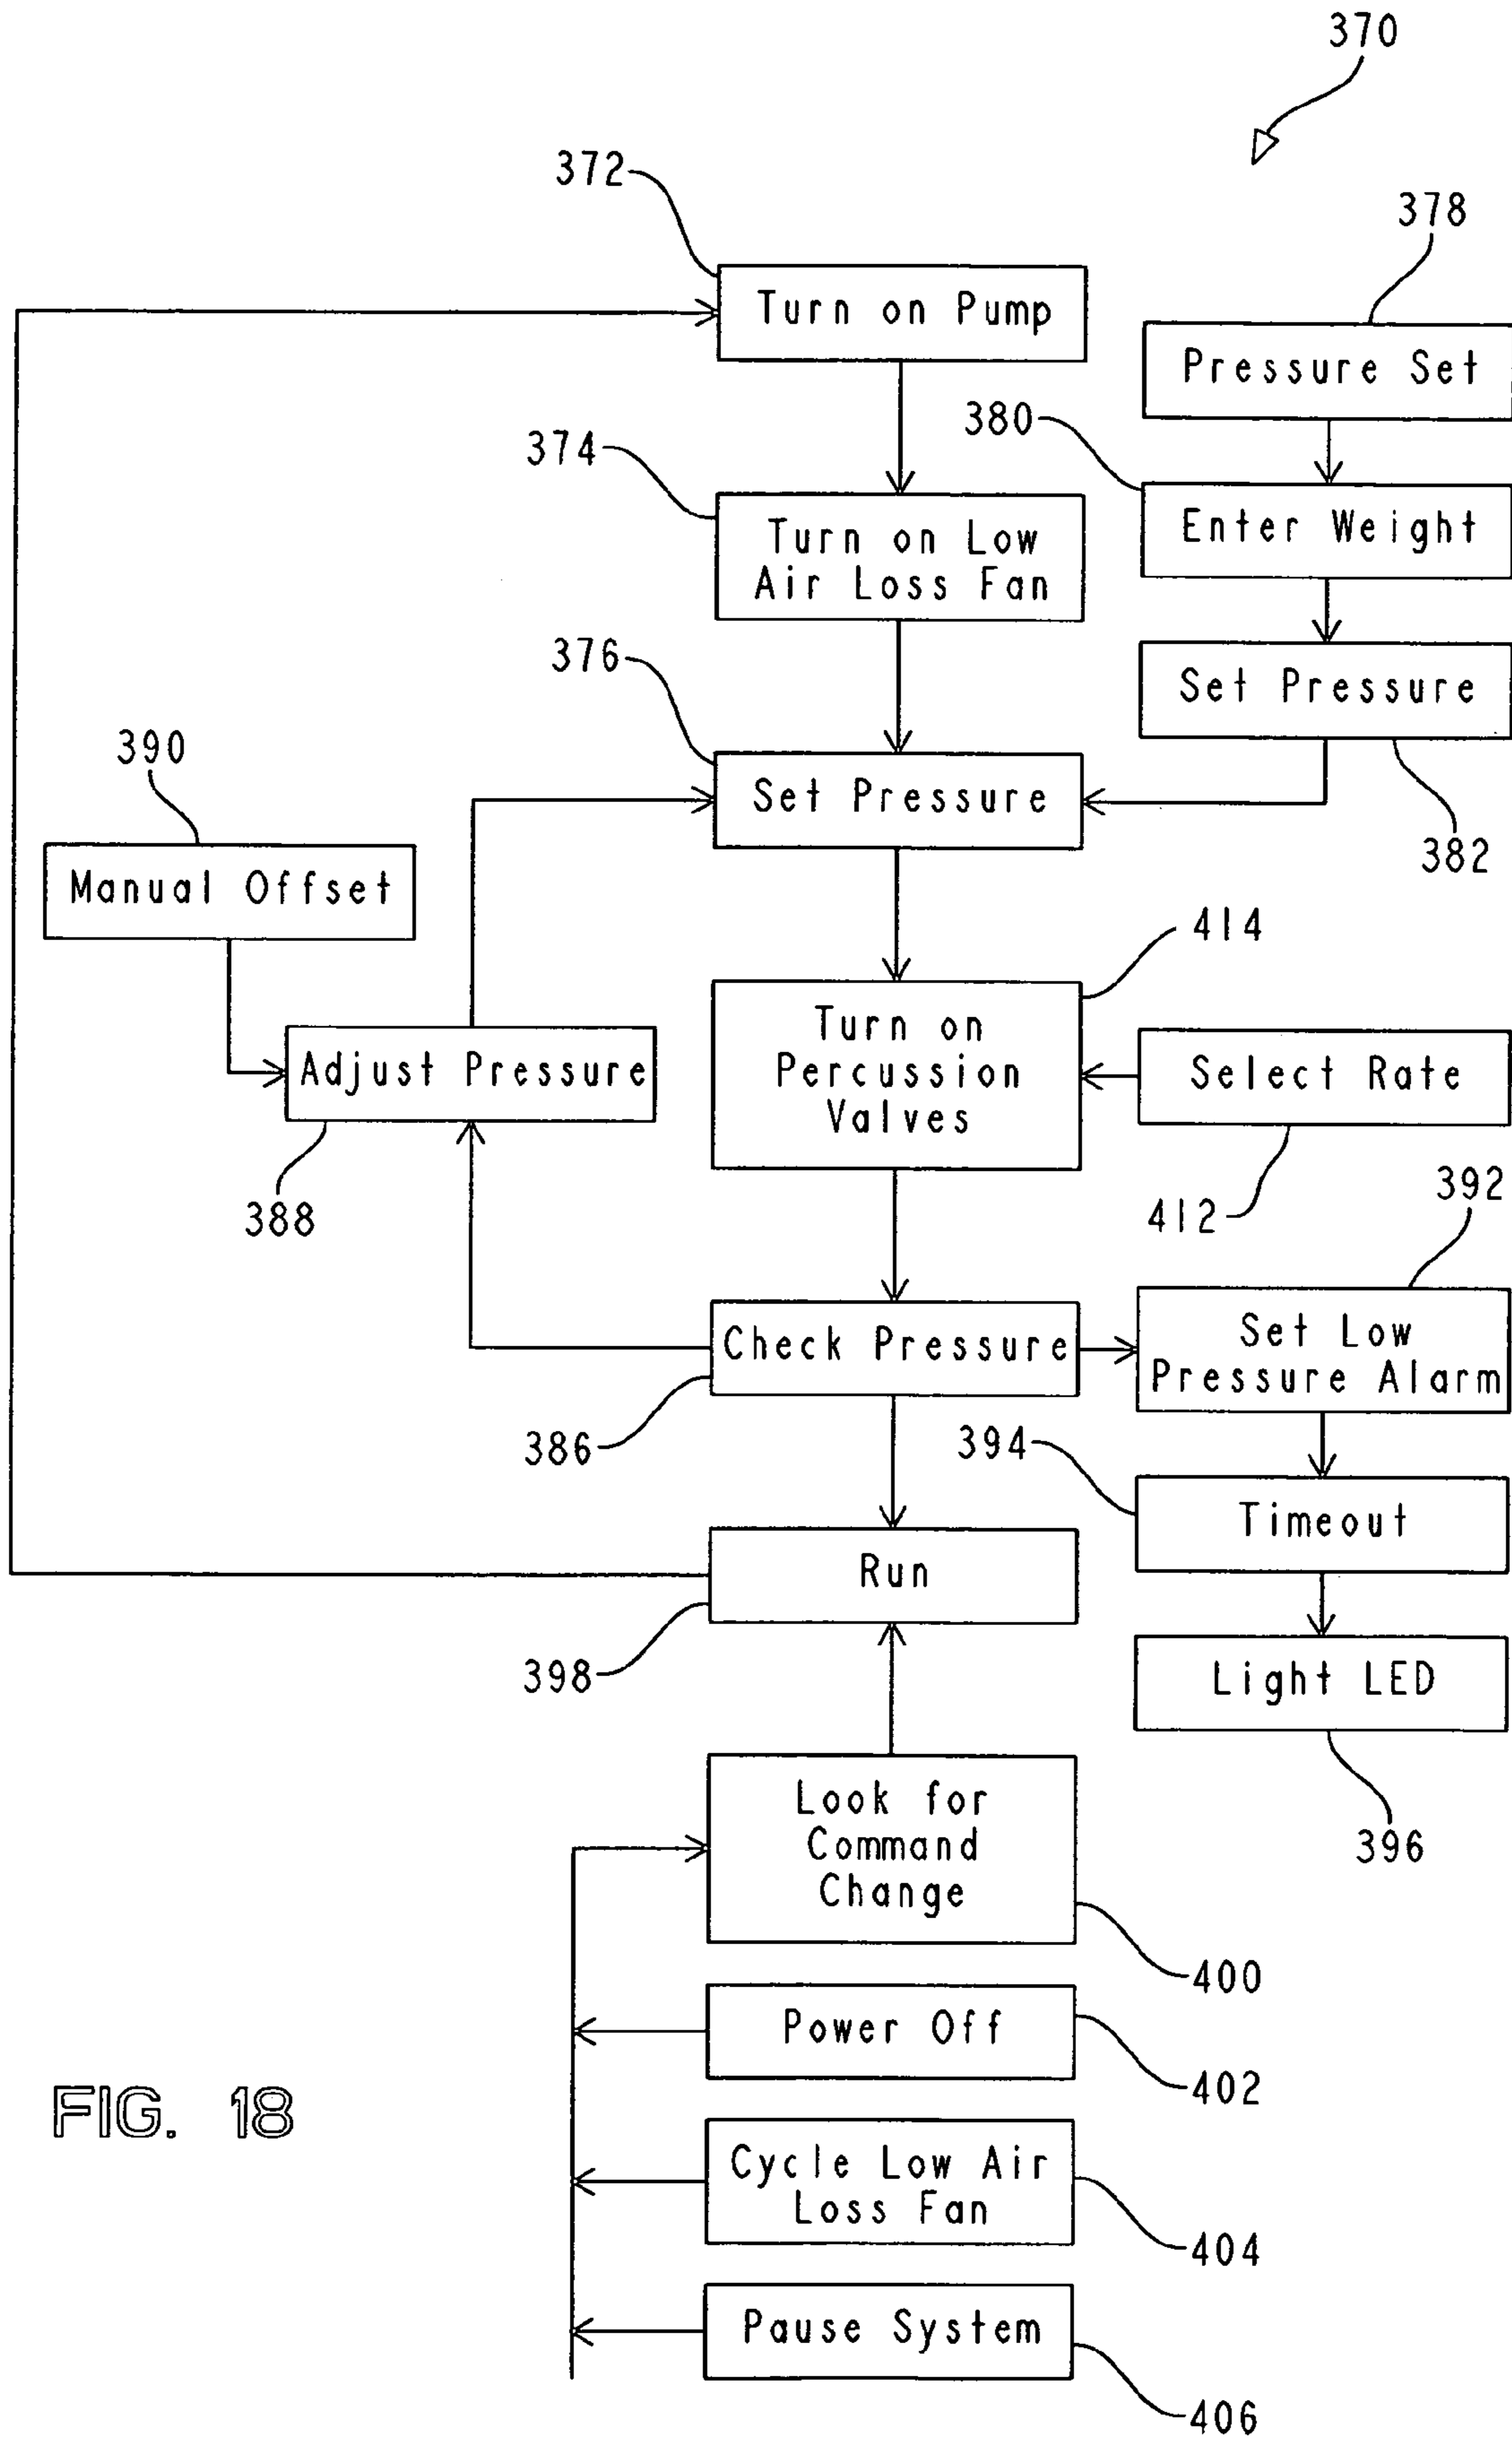 370
372
378
Turn on Pump
Pressure Set
380
374
Enter Weight
Turn on Low
Air Loss Fan
376
Set Pressure
390
Set Pressure
382
Manual Offset
414
Turn on
Percussion
Valves
Adjust Pressure
Select Rate
388
412
392
Check Pressure
Set Low
Pressure Alarm
386
394
Timeout
Run
398
Light LED
Look for
Command
Change
396
400
Power Off
402
FIG. 18
Cycle Low Air
Loss Fan
404
Pause System
406